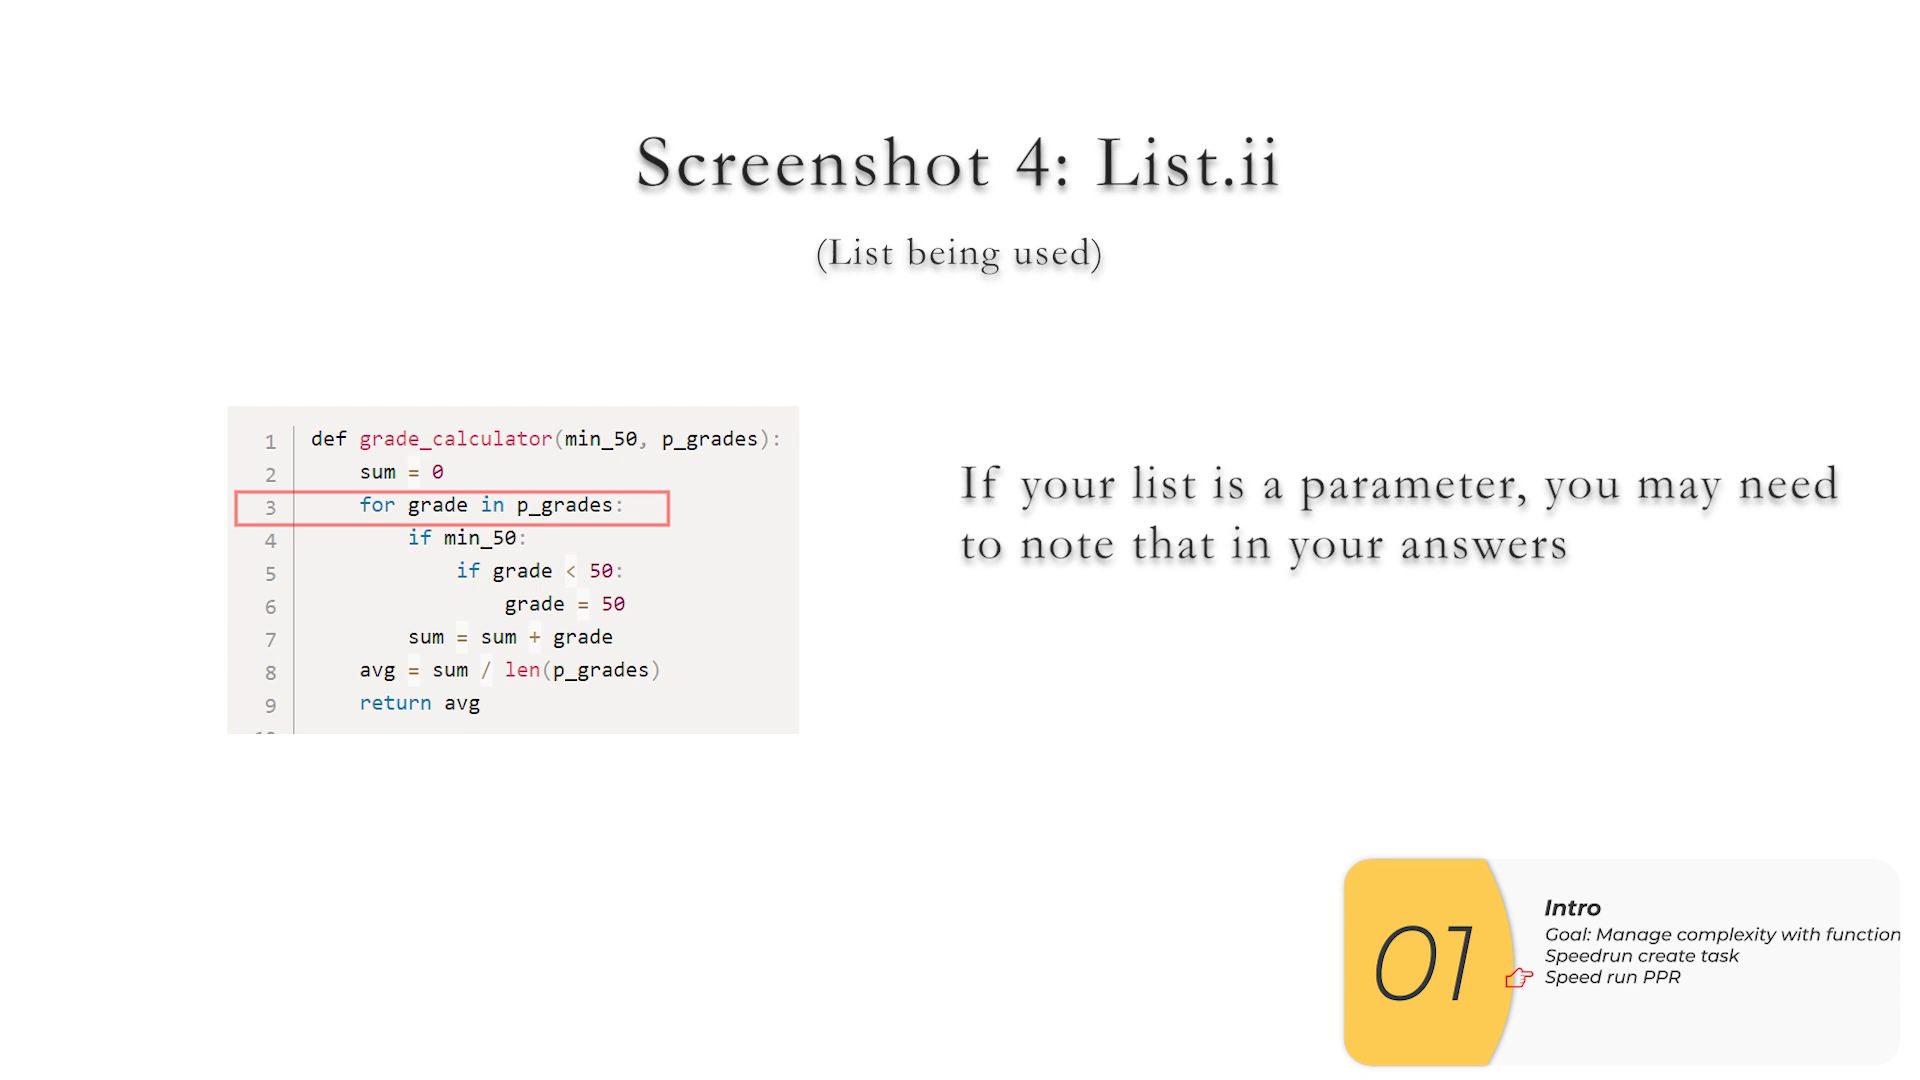 Screenshot 4: List.ii
(List being used)
1 def grade_calculator(min_50, p_grades):
2 sum = 0
3 for grade in p_grades:
4 if min_50:
5 if grade < 50:
6 grade = 50
7 sum = sum + grade
8 avg = sum / len(p_grades)
9 return avg
If your list is a parameter, you may need
to note that in your answers
01
Intro
Goal: Manage complexity with function
Speedrun create task
Speed run PPR